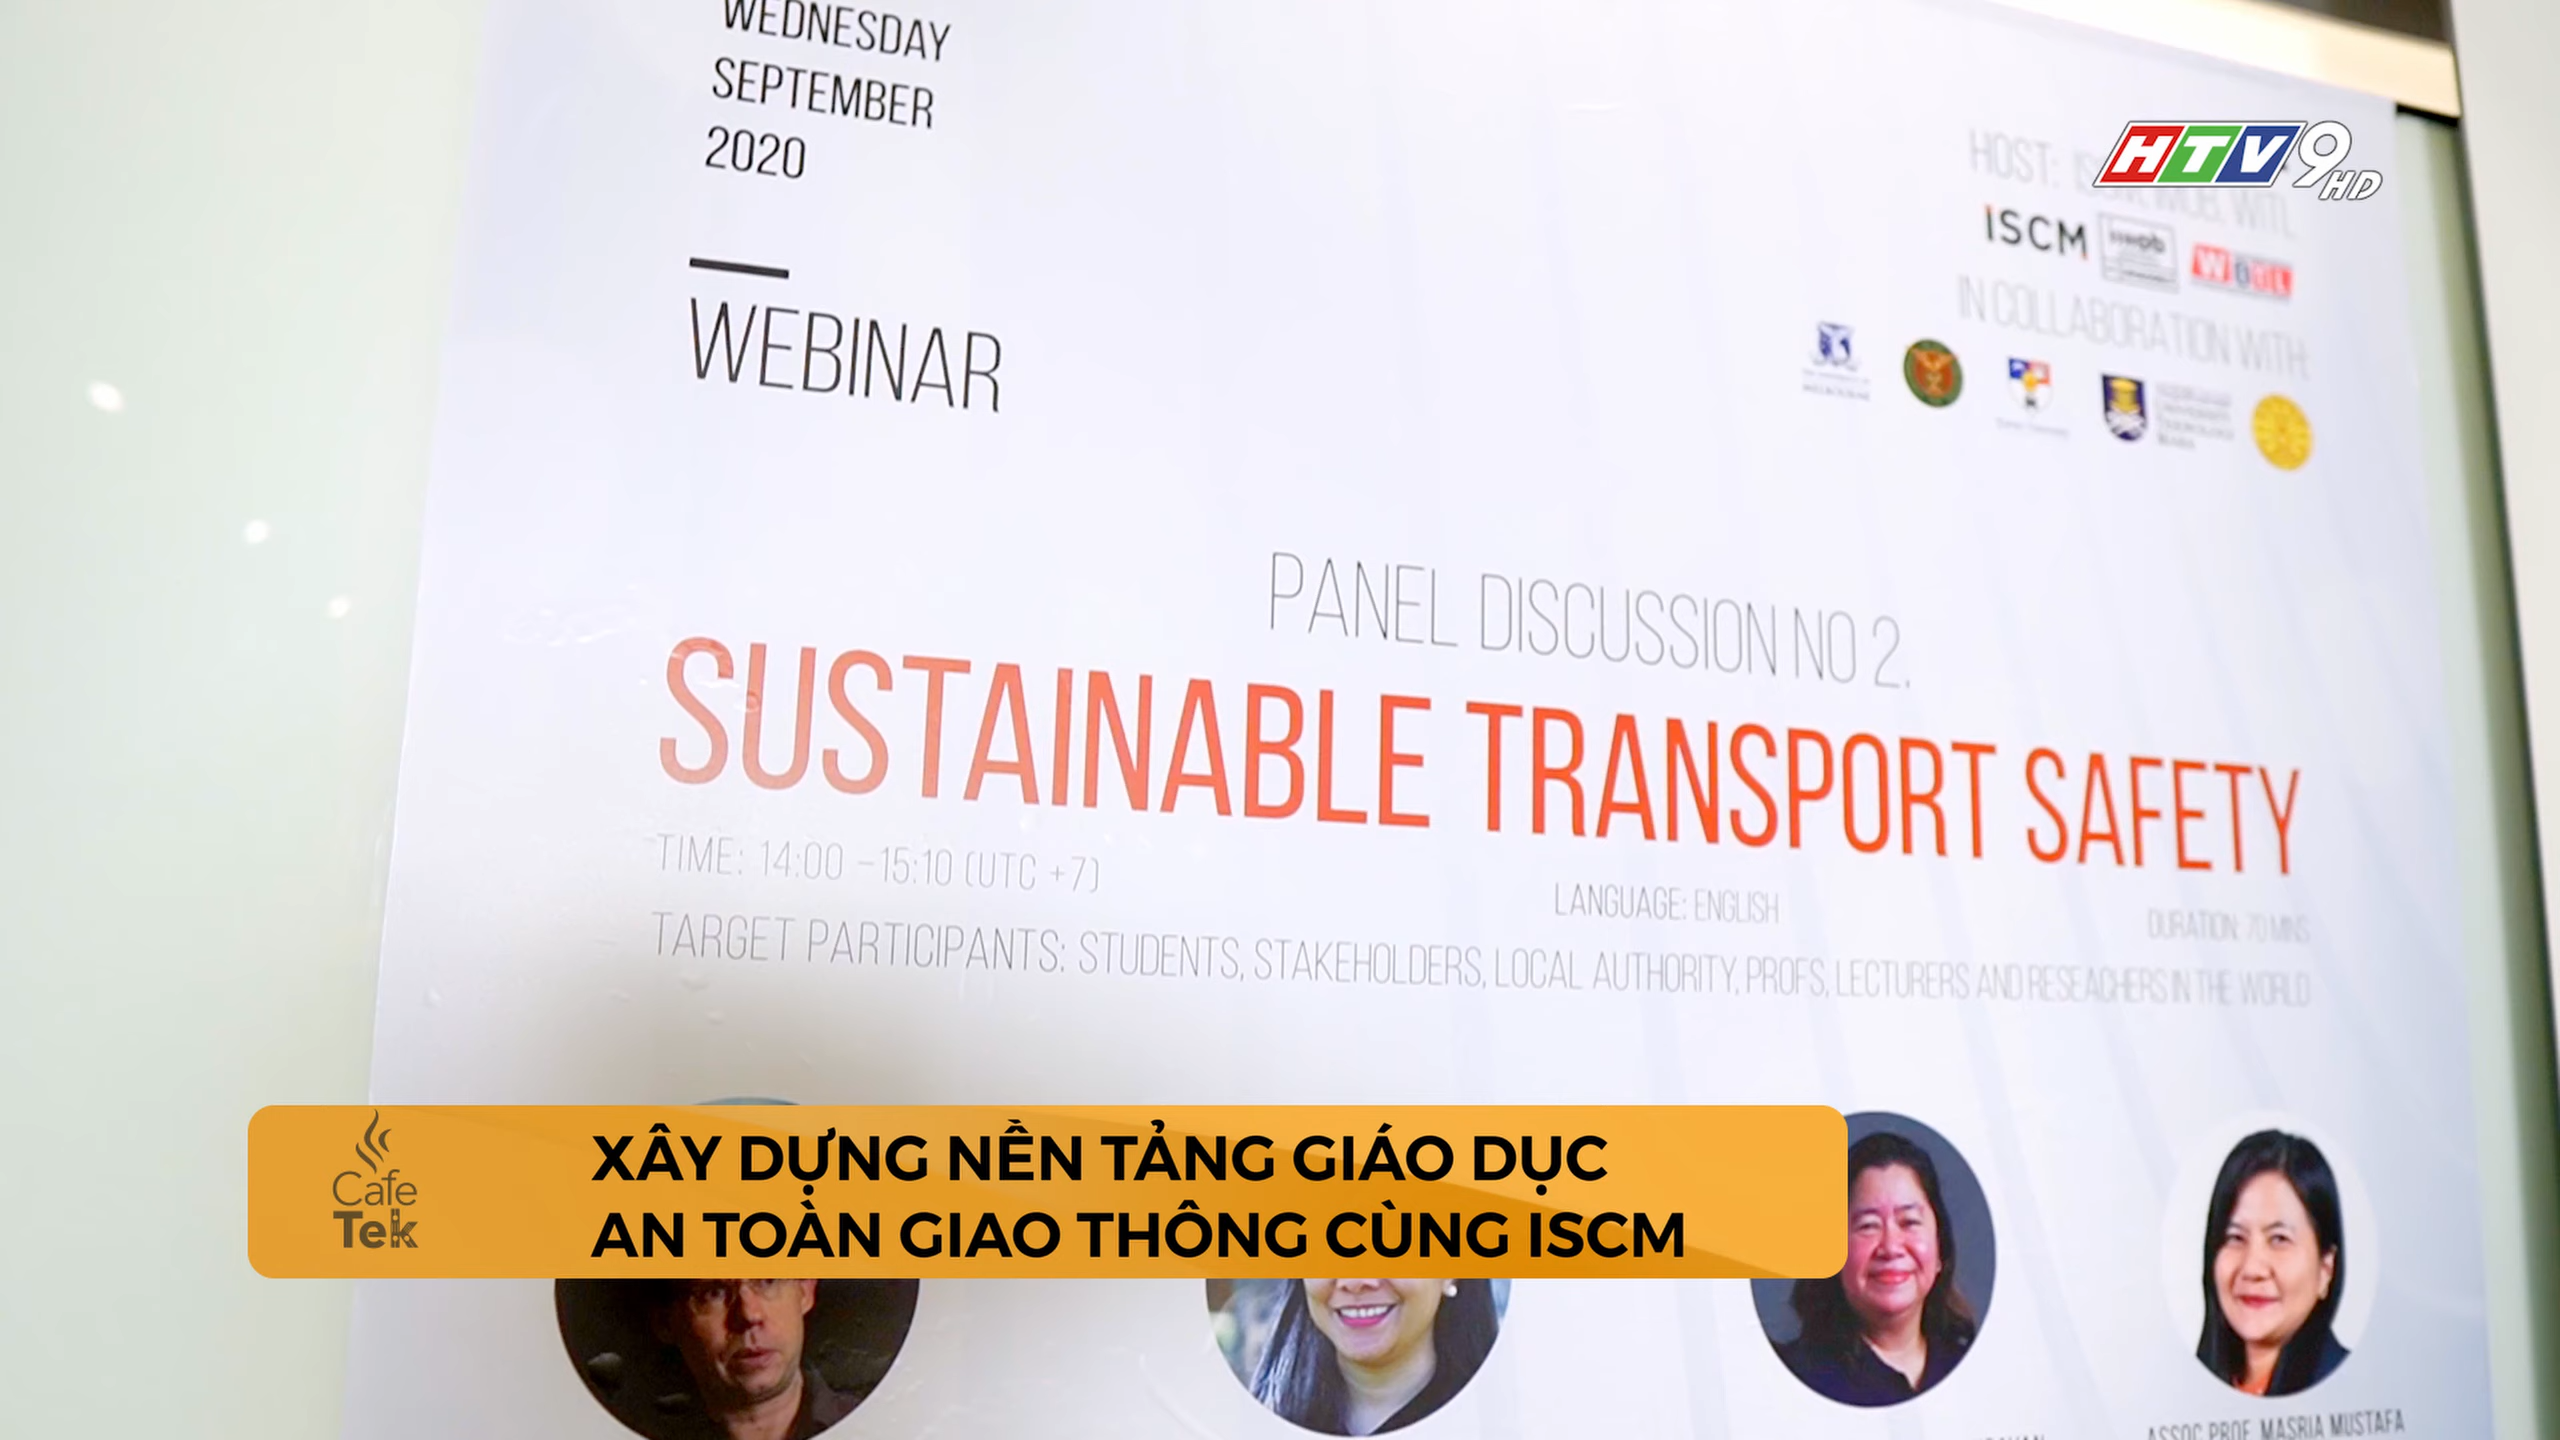 WEDNESDAY
SEPTEMBER
2020
HTV9
HD
HOST:
ISCM
IN COLLABORATION WITH:
WEBINAR
PANEL DISCUSSION NO 2.
SUSTAINABLE TRANSPORT SAFETY
TIME: 14:00 –15:10 (UTC +7)
LANGUAGE: ENGLISH
DURATION: 70 MINS
TARGET PARTICIPANTS: STUDENTS, STAKEHOLDERS, LOCAL AUTHORITY, PROFS, LECTURERS AND RESEACHERS IN THE WORLD
Cafe
Tek
XÂY DỰNG NỀN TẢNG GIÁO DỤC
AN TOÀN GIAO THÔNG CÙNG ISCM
ASSOC PROF. MASRIA MUSTAFA